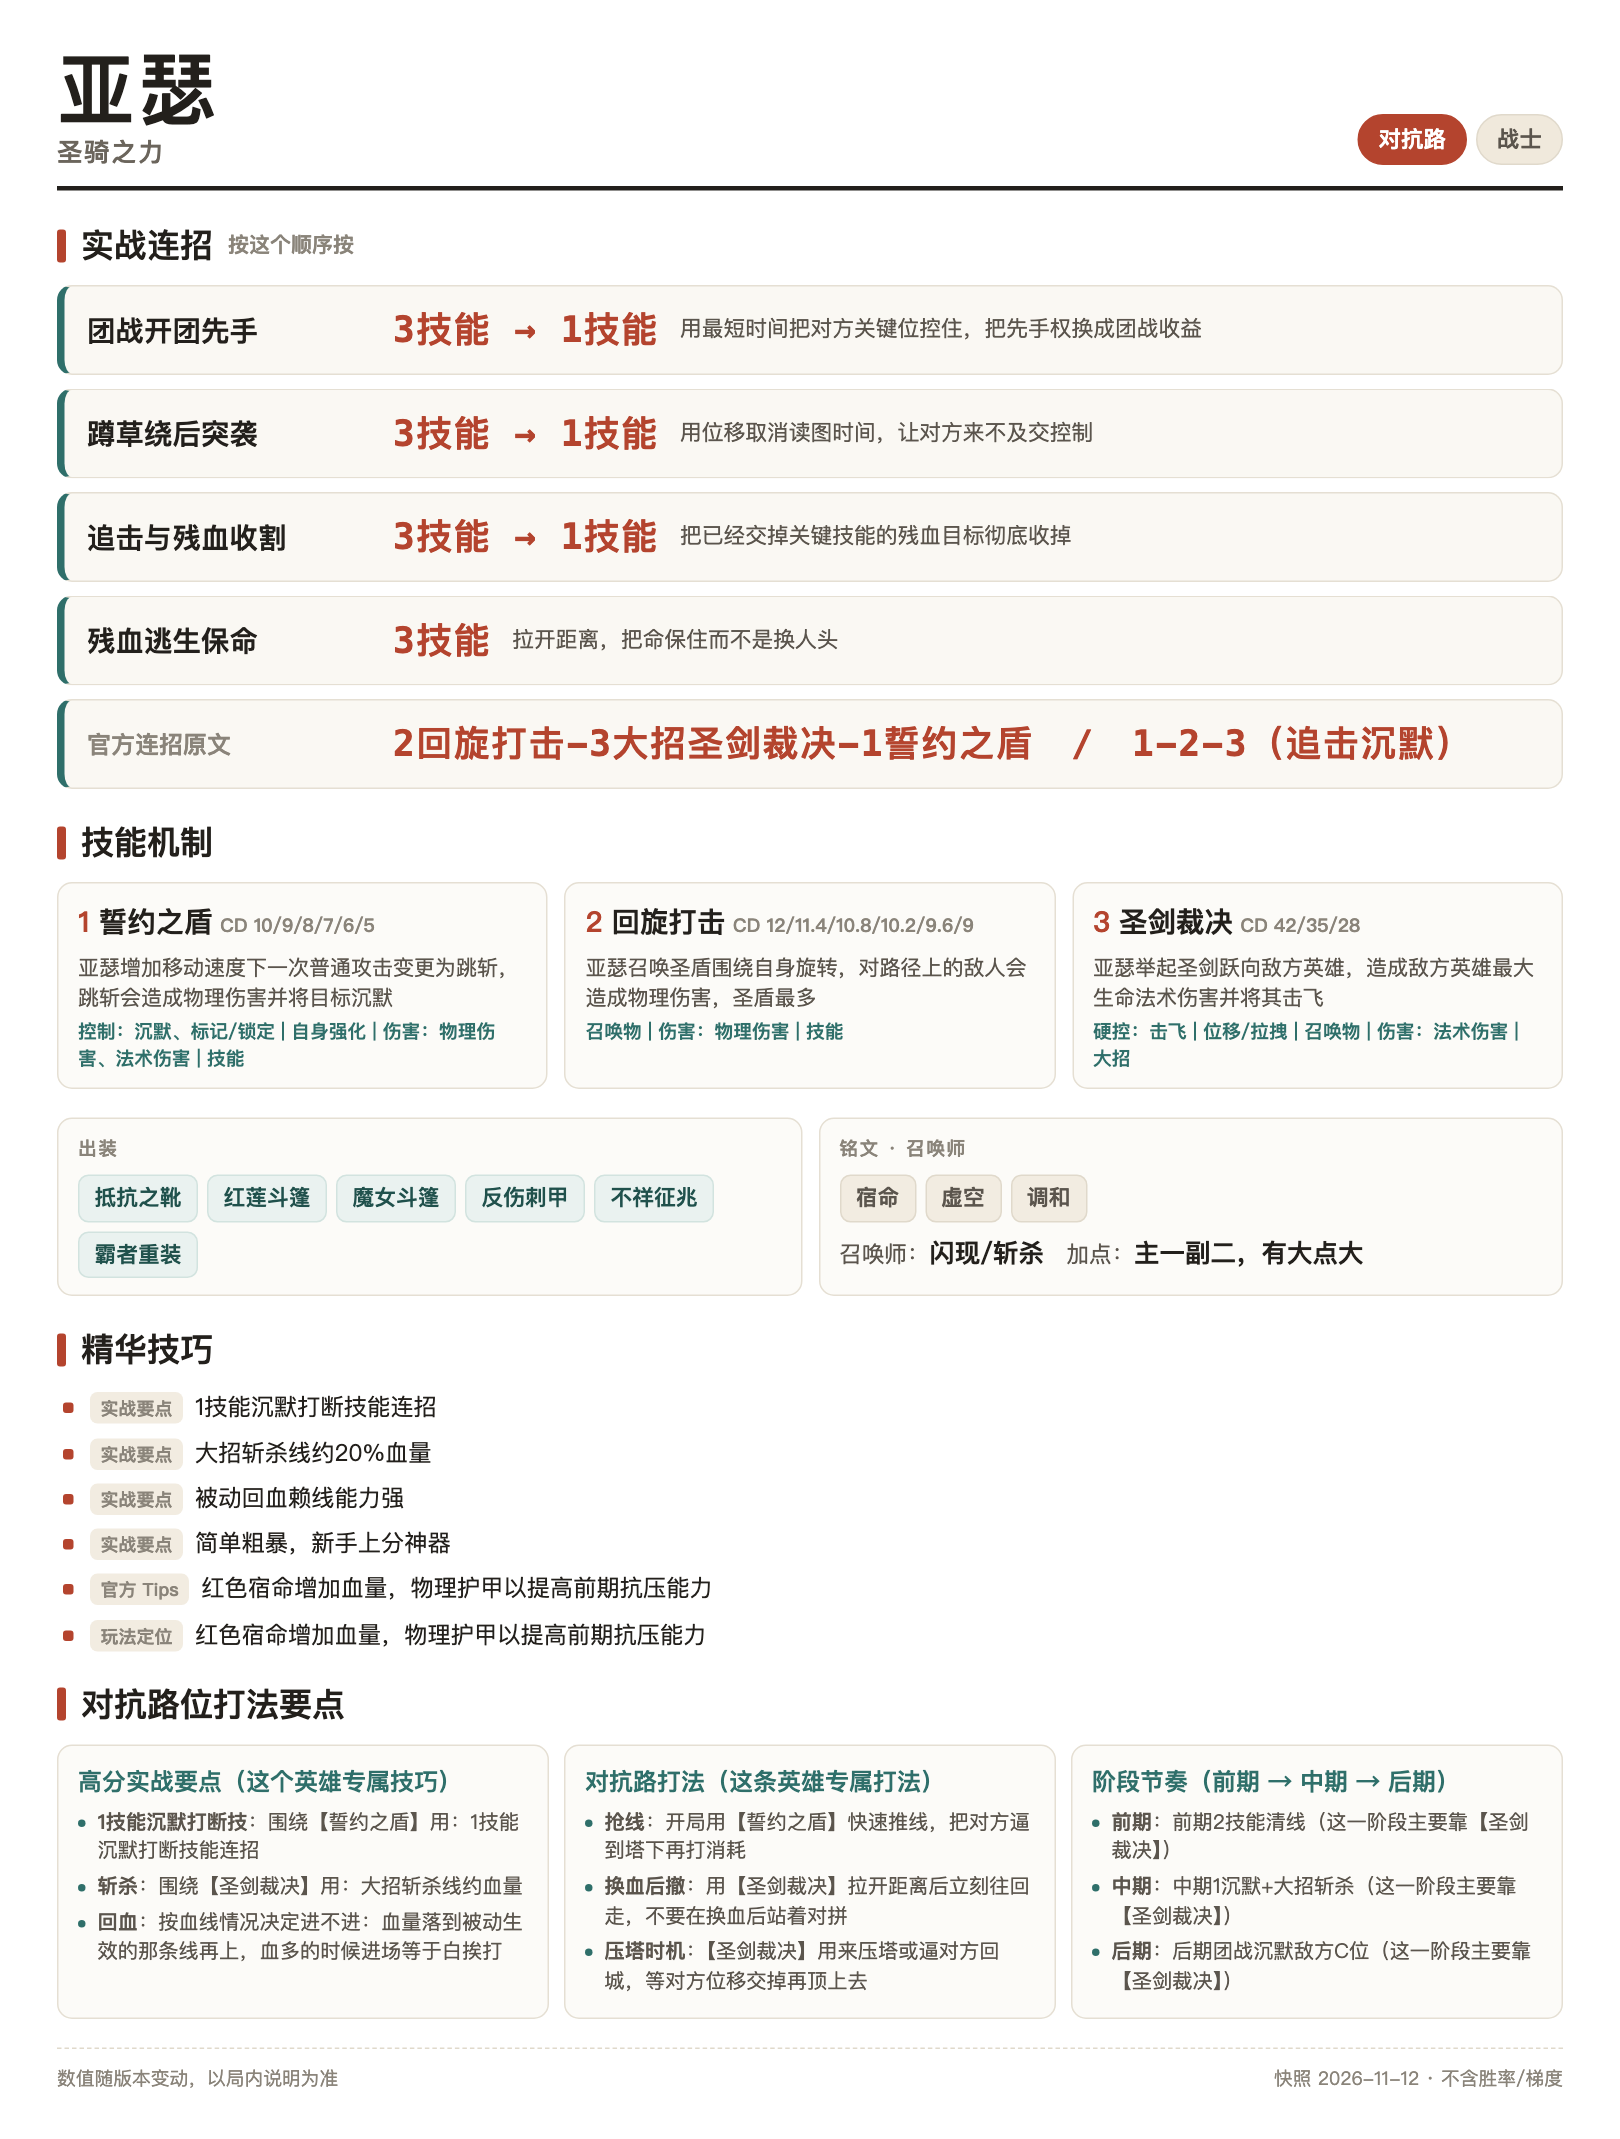 亚瑟
圣骑之力
对抗路 战士
实战连招 按这个顺序按
团战开团先手 3技能 → 1技能 用最短时间把对方关键位控住，把先手权换成团战收益
蹲草绕后突袭 3技能 → 1技能 用位移取消读图时间，让对方来不及交控制
追击与残血收割 3技能 → 1技能 把已经交掉关键技能的残血目标彻底收掉
残血逃生保命 3技能 拉开距离，把命保住而不是换人头
官方连招原文 2回旋打击–3大招圣剑裁决–1誓约之盾 / 1–2–3（追击沉默）
技能机制
1 誓约之盾 CD 10/9/8/7/6/5
亚瑟增加移动速度下一次普通攻击变更为跳斩，
跳斩会造成物理伤害并将目标沉默
控制：沉默、标记/锁定 | 自身强化 | 伤害：物理伤
害、法术伤害 | 技能
2 回旋打击 CD 12/11.4/10.8/10.2/9.6/9
亚瑟召唤圣盾围绕自身旋转，对路径上的敌人会
造成物理伤害，圣盾最多
召唤物 | 伤害：物理伤害 | 技能
3 圣剑裁决 CD 42/35/28
亚瑟举起圣剑跃向敌方英雄，造成敌方英雄最大
生命法术伤害并将其击飞
硬控：击飞 | 位移/拉拽 | 召唤物 | 伤害：法术伤害 |
大招
出装
抵抗之靴 红莲斗篷 魔女斗篷 反伤刺甲 不祥征兆
霸者重装
铭文 · 召唤师
宿命 虚空 调和
召唤师：闪现/斩杀 加点：主一副二，有大点大
精华技巧
实战要点 1技能沉默打断技能连招
实战要点 大招斩杀线约20%血量
实战要点 被动回血赖线能力强
实战要点 简单粗暴，新手上分神器
官方 Tips 红色宿命增加血量，物理护甲以提高前期抗压能力
玩法定位 红色宿命增加血量，物理护甲以提高前期抗压能力
对抗路位打法要点
高分实战要点（这个英雄专属技巧）
1技能沉默打断技：围绕【誓约之盾】用：1技能
沉默打断技能连招
斩杀：围绕【圣剑裁决】用：大招斩杀线约血量
回血：按血线情况决定进不进：血量落到被动生
效的那条线再上，血多的时候进场等于白挨打
对抗路打法（这条英雄专属打法）
抢线：开局用【誓约之盾】快速推线，把对方逼
到塔下再打消耗
换血后撤：用【圣剑裁决】拉开距离后立刻往回
走，不要在换血后站着对拼
压塔时机：【圣剑裁决】用来压塔或逼对方回
城，等对方位移交掉再顶上去
阶段节奏（前期 → 中期 → 后期）
前期：前期2技能清线（这一阶段主要靠【圣剑
裁决】）
中期：中期1沉默+大招斩杀（这一阶段主要靠
【圣剑裁决】）
后期：后期团战沉默敌方C位（这一阶段主要靠
【圣剑裁决】）
数值随版本变动，以局内说明为准
快照 2026–11–12 · 不含胜率/梯度